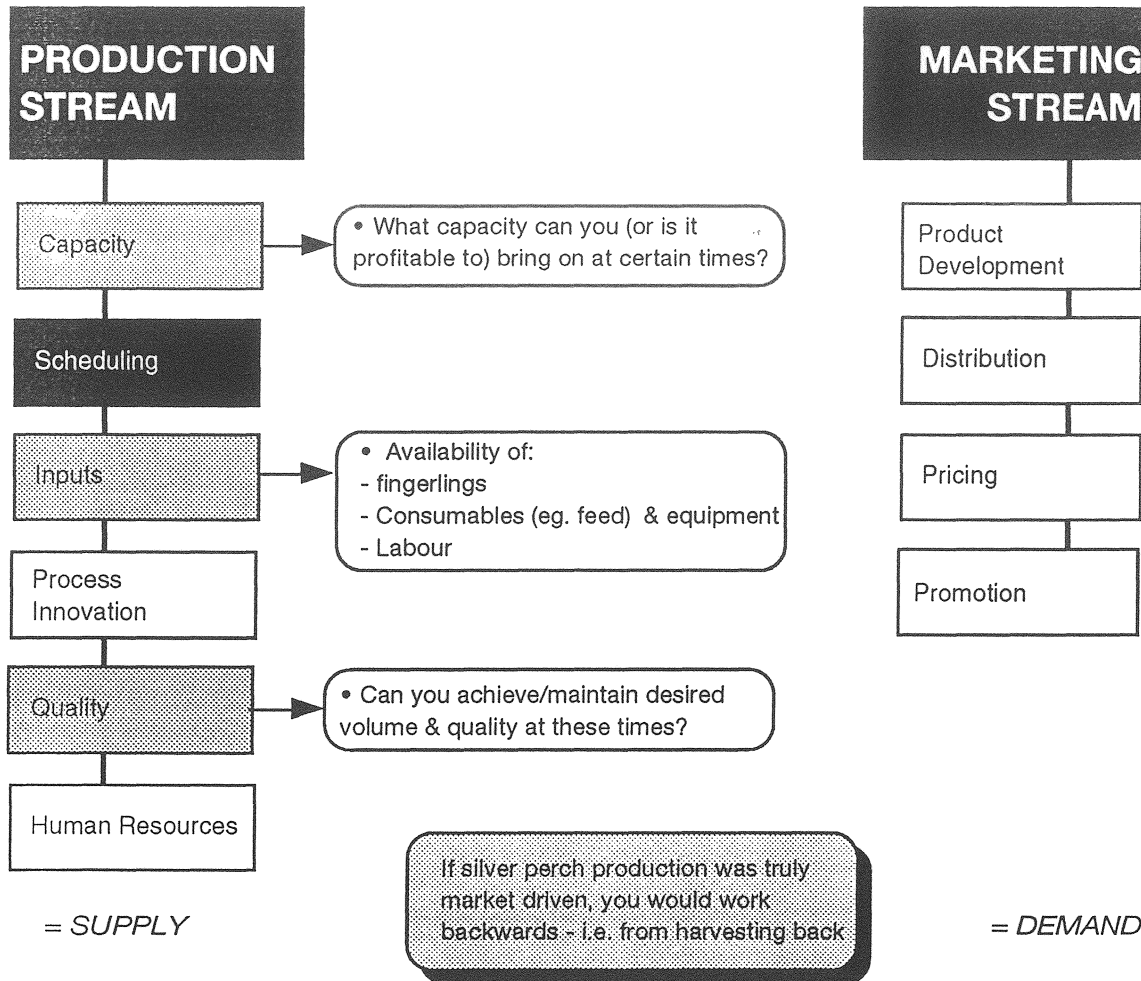 PRODUCTION
STREAM
MARKETING
STREAM
Capacity
• What capacity can you (or is it
profitable to) bring on at certain times?
Product
Development
Scheduling
Distribution
Inputs
• Availability of:
- fingerlings
- Consumables (eg. feed) & equipment
- Labour
Pricing
Process
Innovation
Promotion
Quality
• Can you achieve/maintain desired
volume & quality at these times?
Human Resources
If silver perch production was truly
market driven, you would work
backwards - i.e. from harvesting back
= SUPPLY
= DEMAND